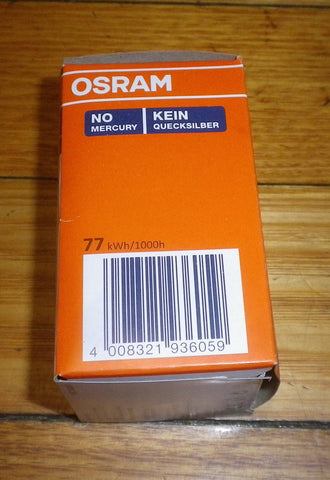 OSRAM
NO MERCURY
KEIN QUECKSILBER
77 kWh/1000h
4 008321 936059